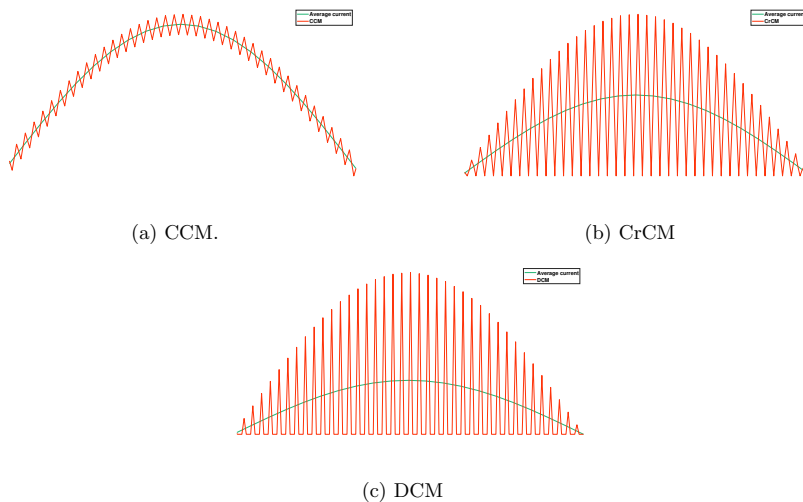 Average current
CCM
Average current
CrCM
(a) CCM.
(b) CrCM
Average current
DCM
(c) DCM